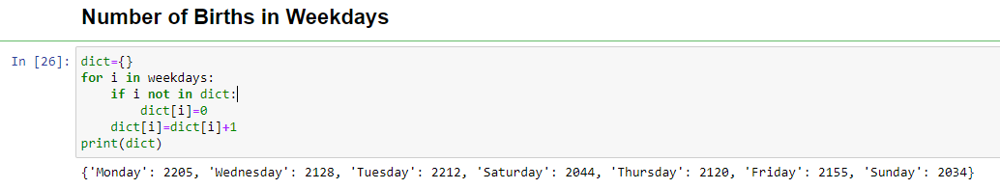 Number of Births in Weekdays
In [26]: dict={}
for i in weekdays:
    if i not in dict:
        dict[i]=0
    dict[i]=dict[i]+1
print(dict)
{'Monday': 2205, 'Wednesday': 2128, 'Tuesday': 2212, 'Saturday': 2044, 'Thursday': 2120, 'Friday': 2155, 'Sunday': 2034}